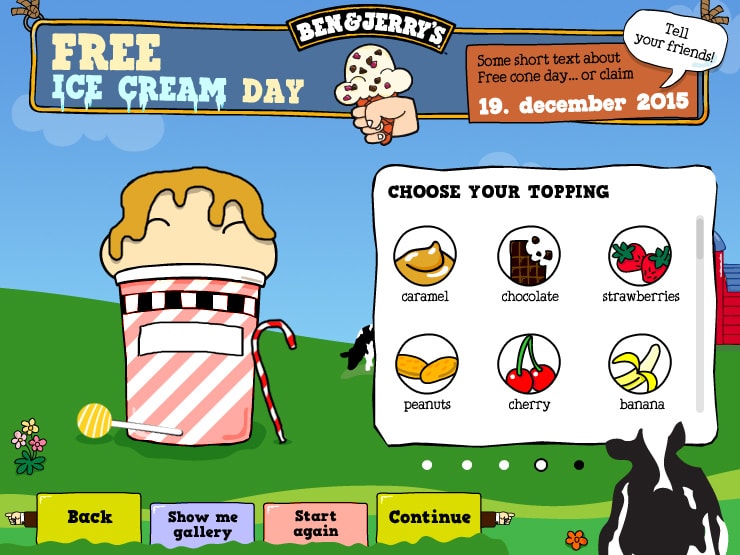 BEN & JERRY'S
FREE
ICE CREAM DAY
Some short text about
Free cone day... or claim
19. december 2015
Tell
your friends!
CHOOSE YOUR TOPPING
caramel
chocolate
strawberries
peanuts
cherry
banana
Back
Show me
gallery
Start
again
Continue